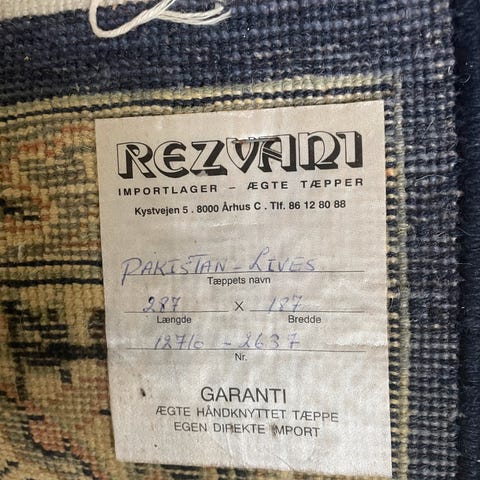 REZVANI
IMPORTLAGER – ÆGTE TÆPPER
Kystvejen 5 . 8000 Århus C . Tlf. 86 12 80 88
PAKISTAN - LIVES
Tæppets navn
287 X 187
Længde Bredde
12710 - 2637
Nr.
GARANTI
ÆGTE HÅNDKNYTTET TÆPPE
EGEN DIREKTE IMPORT